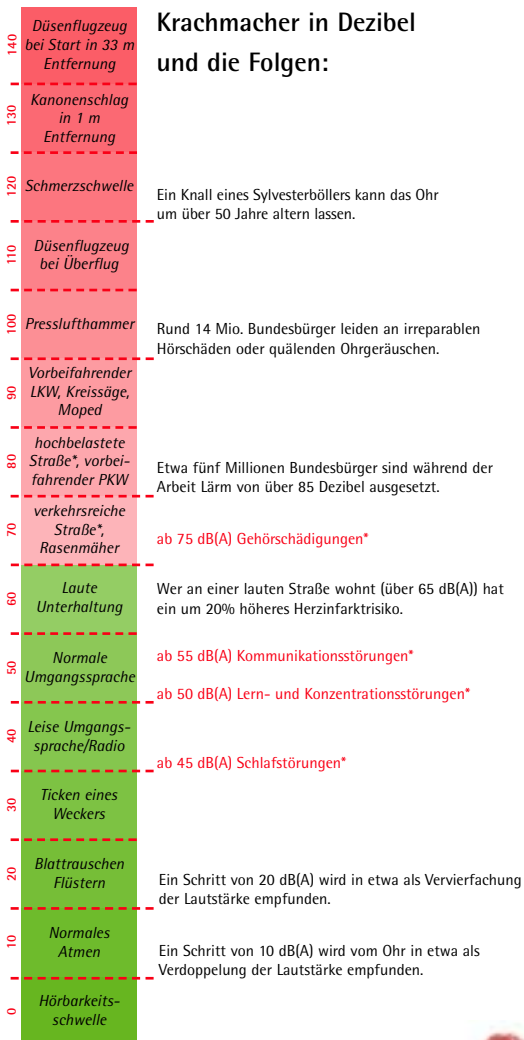 Krachmacher in Dezibel
und die Folgen:
140
Düsenflugzeug
bei Start in 33 m
Entfernung
130
Kanonenschlag
in 1 m
Entfernung
120
Schmerzschwelle
Ein Knall eines Sylvesterböllers kann das Ohr
um über 50 Jahre altern lassen.
110
Düsenflugzeug
bei Überflug
100
Presslufthammer
Rund 14 Mio. Bundesbürger leiden an irreparablen
Hörschäden oder quälenden Ohrgeräuschen.
90
Vorbeifahrender
LKW, Kreissäge,
Moped
80
hochbelastete
Straße*, vorbei-
fahrender PKW
Etwa fünf Millionen Bundesbürger sind während der
Arbeit Lärm von über 85 Dezibel ausgesetzt.
70
verkehrsreiche
Straße*,
Rasenmäher
ab 75 dB(A) Gehörschädigungen*
60
Laute
Unterhaltung
Wer an einer lauten Straße wohnt (über 65 dB(A)) hat
ein um 20% höheres Herzinfarktrisiko.
50
Normale
Umgangssprache
ab 55 dB(A) Kommunikationsstörungen*
ab 50 dB(A) Lern- und Konzentrationsstörungen*
40
Leise Umgangs-
sprache/Radio
ab 45 dB(A) Schlafstörungen*
30
Ticken eines
Weckers
20
Blattrauschen
Flüstern
Ein Schritt von 20 dB(A) wird in etwa als Vervierfachung
der Lautstärke empfunden.
10
Normales
Atmen
Ein Schritt von 10 dB(A) wird vom Ohr in etwa als
Verdoppelung der Lautstärke empfunden.
0
Hörbarkeits-
schwelle